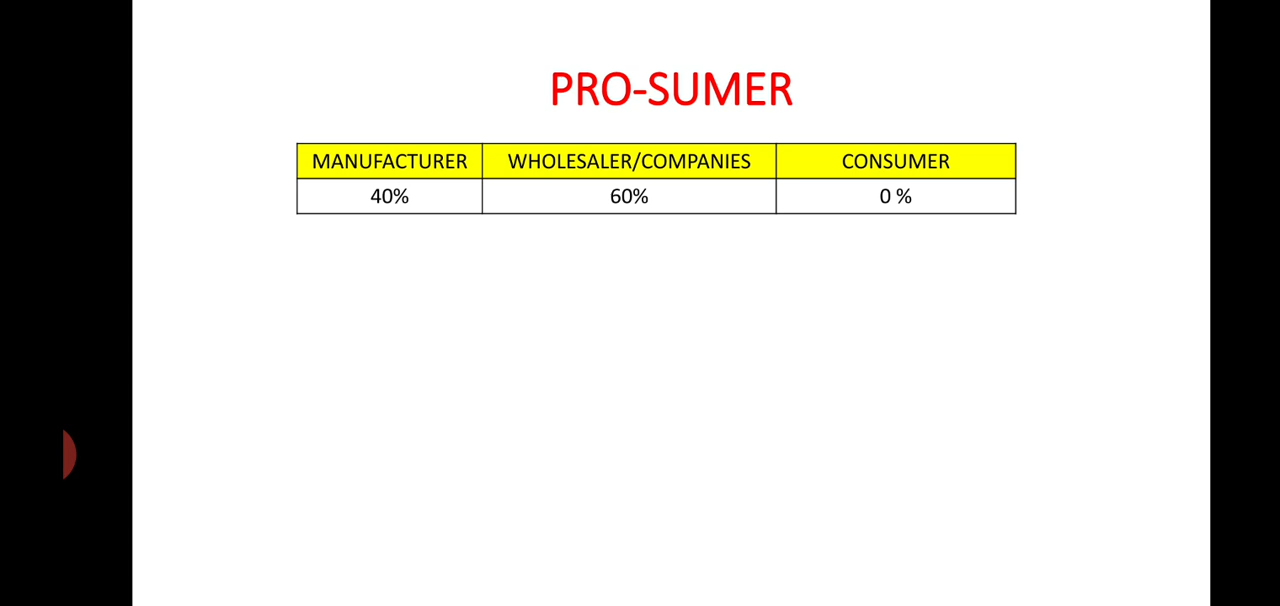 PRO-SUMER
MANUFACTURER WHOLESALER/COMPANIES CONSUMER
40% 60% 0 %